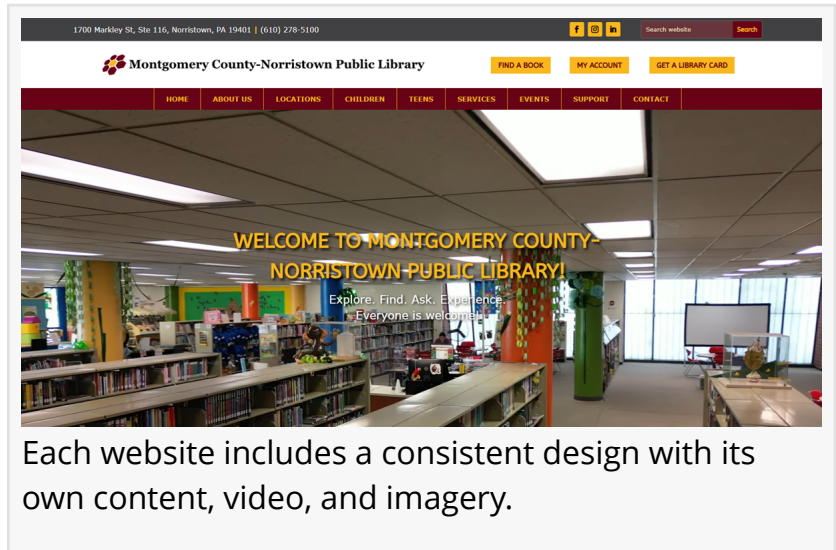 1700 Markley St, Ste 116, Norristown, PA 19401 | (610) 278-5100
f in
Search website Search
Montgomery County-Norristown Public Library
FIND A BOOK MY ACCOUNT GET A LIBRARY CARD
HOME ABOUT US LOCATIONS CHILDREN TEENS SERVICES EVENTS SUPPORT CONTACT
WELCOME TO MONTGOMERY COUNTY-
NORRISTOWN PUBLIC LIBRARY!
Explore. Find. Ask. Experience.
Everyone is welcome!
Each website includes a consistent design with its
own content, video, and imagery.